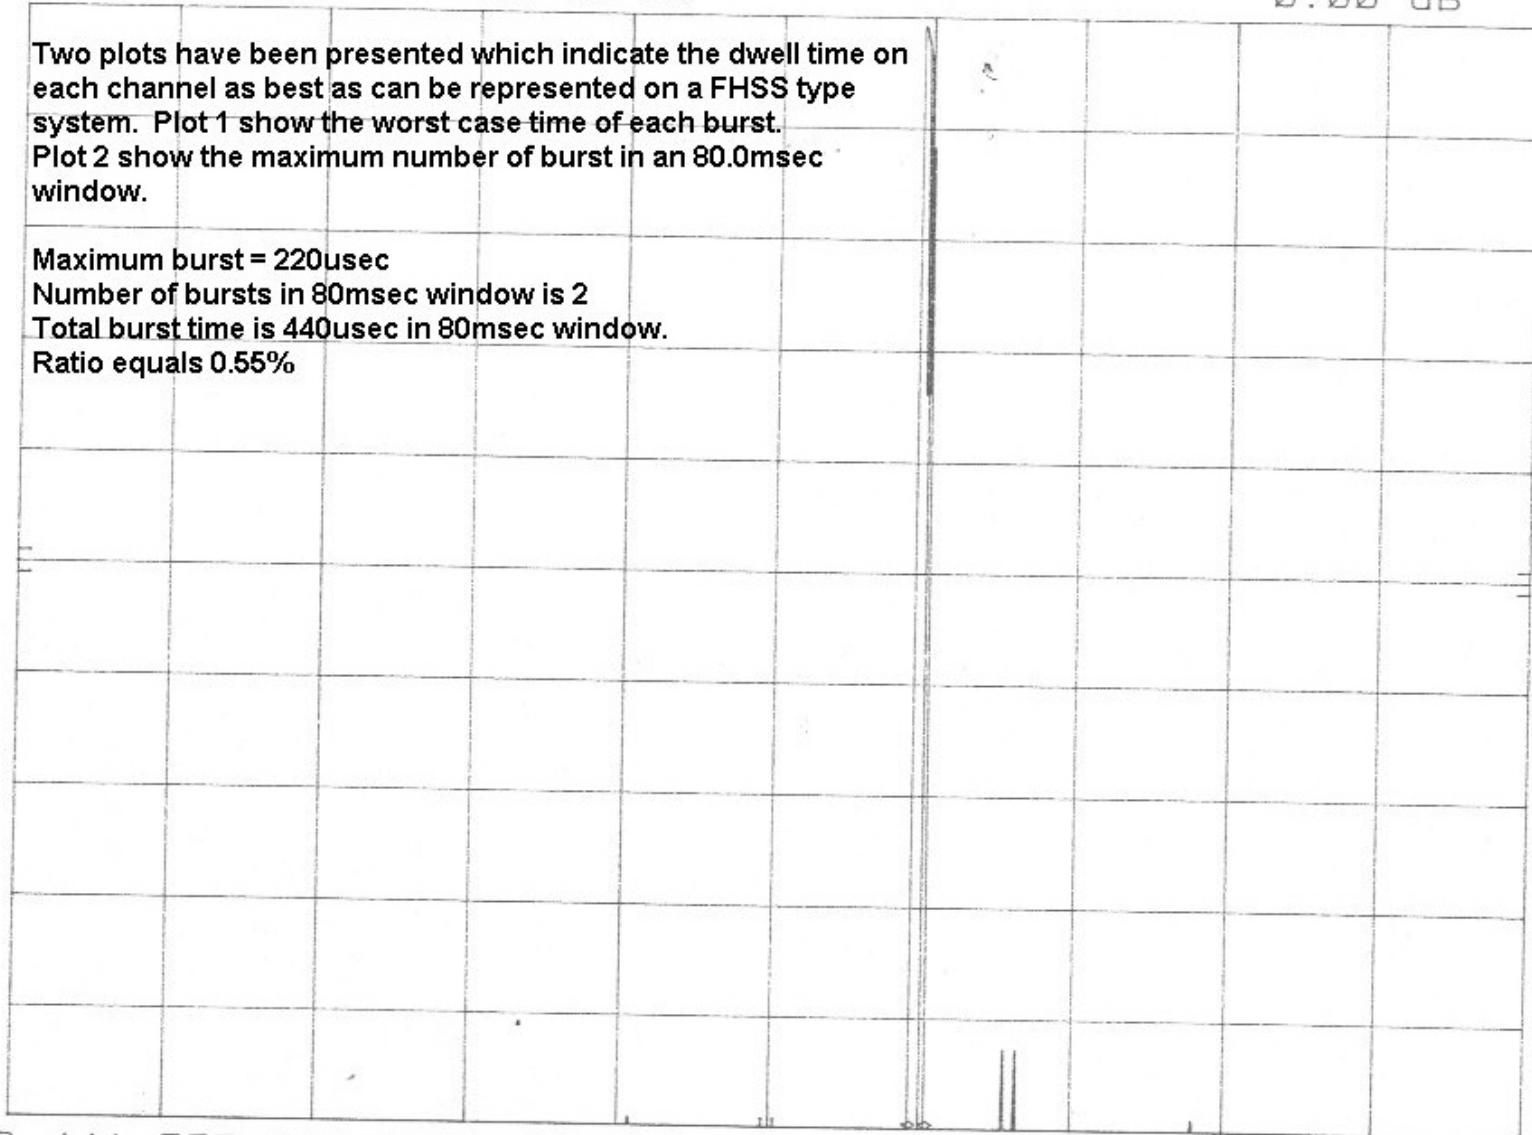 0.00 dB
Two plots have been presented which indicate the dwell time on
each channel as best as can be represented on a FHSS type
system. Plot 1 show the worst case time of each burst.
Plot 2 show the maximum number of burst in an 80.0msec
window.
Maximum burst = 220usec
Number of bursts in 80msec window is 2
Total burst time is 440usec in 80msec window.
Ratio equals 0.55%